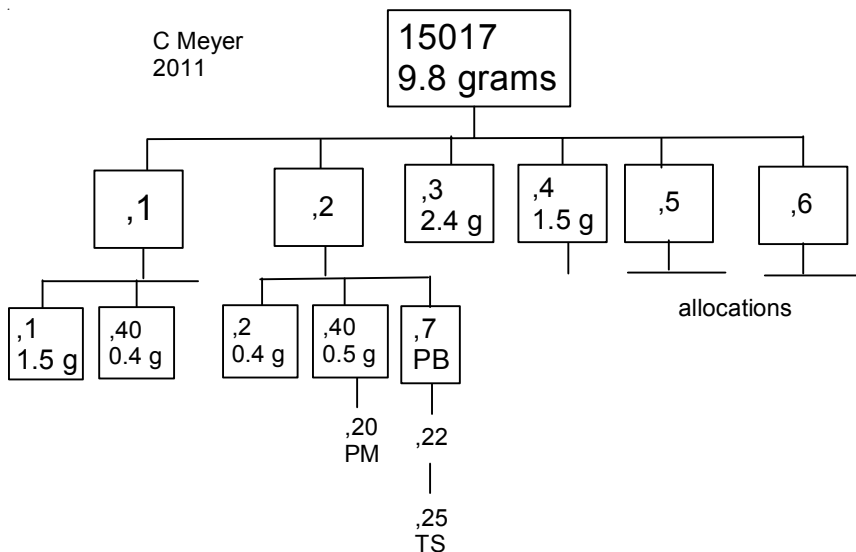 C Meyer
2011
15017
9.8 grams
,1
,2
,3
2.4 g
,4
1.5 g
,5
,6
allocations
,1
1.5 g
,40
0.4 g
,2
0.4 g
,40
0.5 g
,7
PB
,20
PM
,22
,25
TS